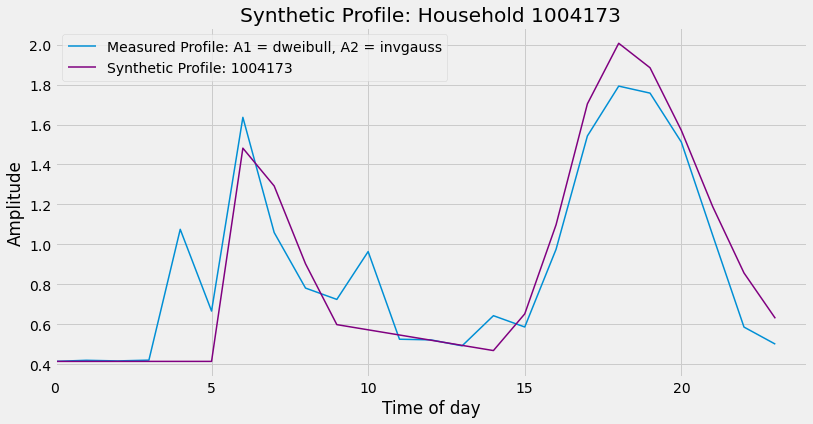 Synthetic Profile: Household 1004173
Measured Profile: A1 = dweibull, A2 = invgauss
Synthetic Profile: 1004173
Amplitude
2.0
1.8
1.6
1.4
1.2
1.0
0.8
0.6
0.4
0 5 10 15 20
Time of day